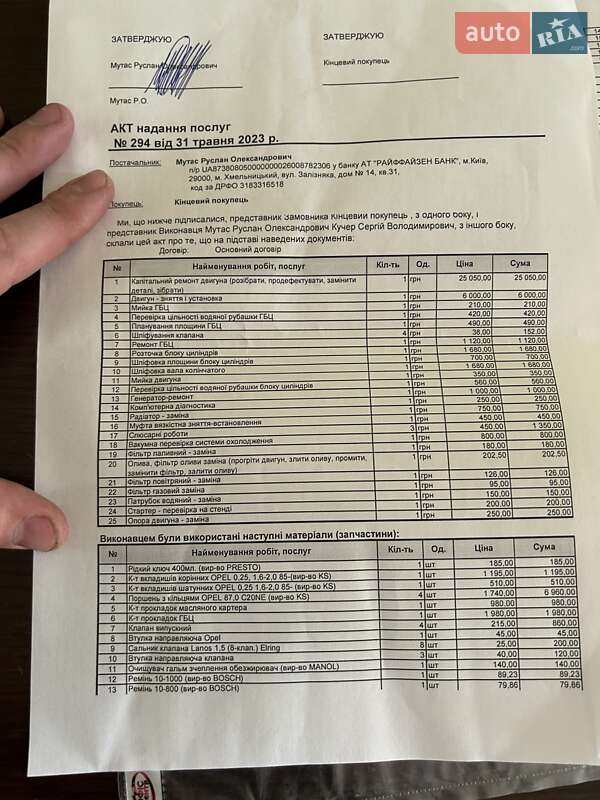 auto RIA.com
ЗАТВЕРДЖУЮ
ЗАТВЕРДЖУЮ
Мутас Руслан Олександрович
Кінцевий покупець
Мутас Р.О.
АКТ надання послуг
№ 294 від 31 травня 2023 р.
Постачальник: Мутас Руслан Олександрович
п/р UA873808050000000026008782306 у банку АТ "РАЙФФАЙЗЕН БАНК", м.Київ,
29000, м. Хмельницький, вул. Залізняка, дом № 14, кв.31,
код за ДРФО 3183316518
Покупець: Кінцевий покупець
Ми, що нижче підписалися, представник Замовника Кінцевий покупець , з одного боку, і
представник Виконавця Мутас Руслан Олександрович Кучер Сергій Володимирович, з іншого боку,
склали цей акт про те, що на підставі наведених документів:
Договір: Основний договір
№ Найменування робіт, послуг Кіл-ть Од. Ціна Сума
1 Капітальний ремонт двигуна (розібрати, продефектувати, замінити 1 грн 25 050,00 25 050,00
деталі, зібрати)
2 Двигун - зняття і установка 1 грн 6 000,00 6 000,00
3 Мийка ГБЦ 1 грн 210,00 210,00
4 Перевірка цільності водяної рубашки ГБЦ 1 грн 420,00 420,00
5 Планування площини ГБЦ 1 грн 490,00 490,00
6 Шліфування клапана 4 грн 38,00 152,00
7 Ремонт ГБЦ 1 грн 1 120,00 1 120,00
8 Розточка блоку циліндрів 1 грн 1 680,00 1 680,00
9 Шліфовка площини блоку циліндрів 1 грн 700,00 700,00
10 Шліфовка вала колінчатого 1 грн 1 680,00 1 680,00
11 Мийка двигуна 1 грн 350,00 350,00
12 Перевірка цільності водяної рубашки блоку циліндрів 1 грн 560,00 560,00
13 Генератор-ремонт 1 грн 1 000,00 1 000,00
14 Комп'ютерна діагностика 1 грн 250,00 250,00
15 Радіатор - заміна 1 грн 750,00 750,00
16 Муфта вязкістна зняття-встановлення 1 грн 450,00 450,00
17 Слюсарні роботи 3 грн 450,00 1 350,00
18 Вакумна перевірка системи охолодження 1 грн 800,00 800,00
19 Фільтр паливний - заміна 1 грн 180,00 180,00
20 Олива, фільтр оливи заміна (прогріти двигун, злити оливу, промити, 1 грн 202,50 202,50
замінити фільтр, залити оливу)
21 Фільтр повітряний - заміна 1 грн 126,00 126,00
22 Фільтр газовий заміна 1 грн 95,00 95,00
23 Патрубок водяний - заміна 1 грн 150,00 150,00
24 Стартер - перевірка на стенді 1 грн 200,00 200,00
25 Опора двигуна - заміна 1 грн 250,00 250,00
Виконавцем були використані наступні матеріали (запчастини):
№ Найменування робіт, послуг Кіл-ть Од. Ціна Сума
1 Рідкий ключ 400мл. (вир-во PRESTO) 1 шт 185,00 185,00
2 К-т вкладишів корінних OPEL 0,25, 1,6-2,0 85-(вир-во KS) 1 шт 1 195,00 1 195,00
3 К-т вкладишів шатунних OPEL 0,25 1,6-2,0 85- (вир-во KS) 1 шт 510,00 510,00
4 Поршень з кільцями OPEL 87,0 C20NE (вир-во KS) 4 шт 1 740,00 6 960,00
5 К-т прокладок масляного картера 1 шт 980,00 980,00
6 К-т прокладок ГБЦ 1 шт 1 980,00 1 980,00
7 Клапан випускний 4 шт 215,00 860,00
8 Втулка направляюча Opel 1 шт 45,00 45,00
9 Сальник клапана Lanos 1,5 (8-клап.) Elring 8 шт 25,00 200,00
10 Втулка направляюча клапана 3 шт 40,00 120,00
11 Очищувач гальм зчеплення обезжирювач (вир-во MANOL) 1 шт 140,00 140,00
12 Ремінь 10-1000 (вир-во BOSCH) 1 шт 89,23 89,23
13 Ремінь 10-800 (вир-во BOSCH) 1 шт 79,86 79,86